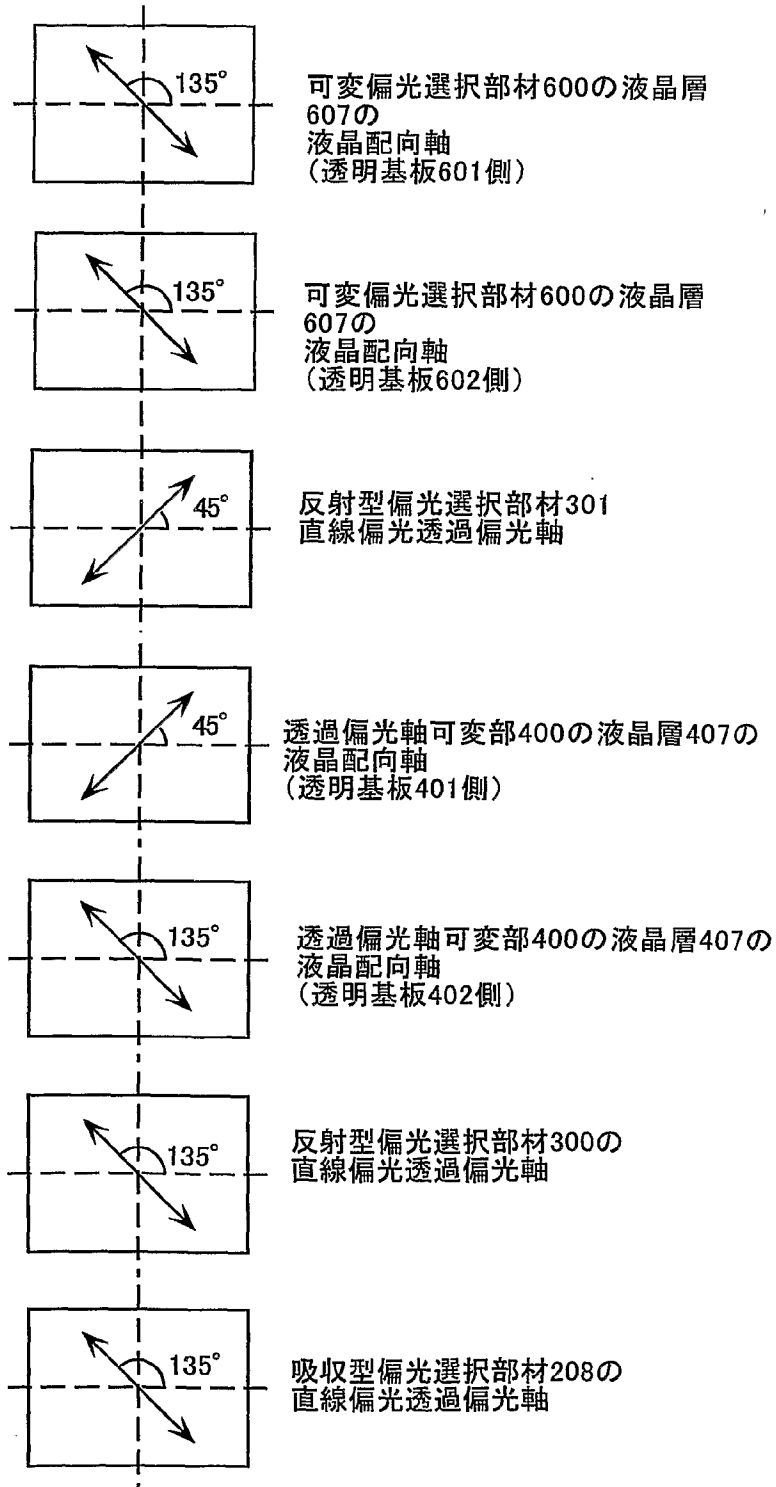 135°
可変偏光選択部材600の液晶層
607の
液晶配向軸
(透明基板601側)
135°
可変偏光選択部材600の液晶層
607の
液晶配向軸
(透明基板602側)
45°
反射型偏光選択部材301
直線偏光透過偏光軸
45°
透過偏光軸可変部400の液晶層407の
液晶配向軸
(透明基板401側)
135°
透過偏光軸可変部400の液晶層407の
液晶配向軸
(透明基板402側)
135°
反射型偏光選択部材300の
直線偏光透過偏光軸
135°
吸収型偏光選択部材208の
直線偏光透過偏光軸